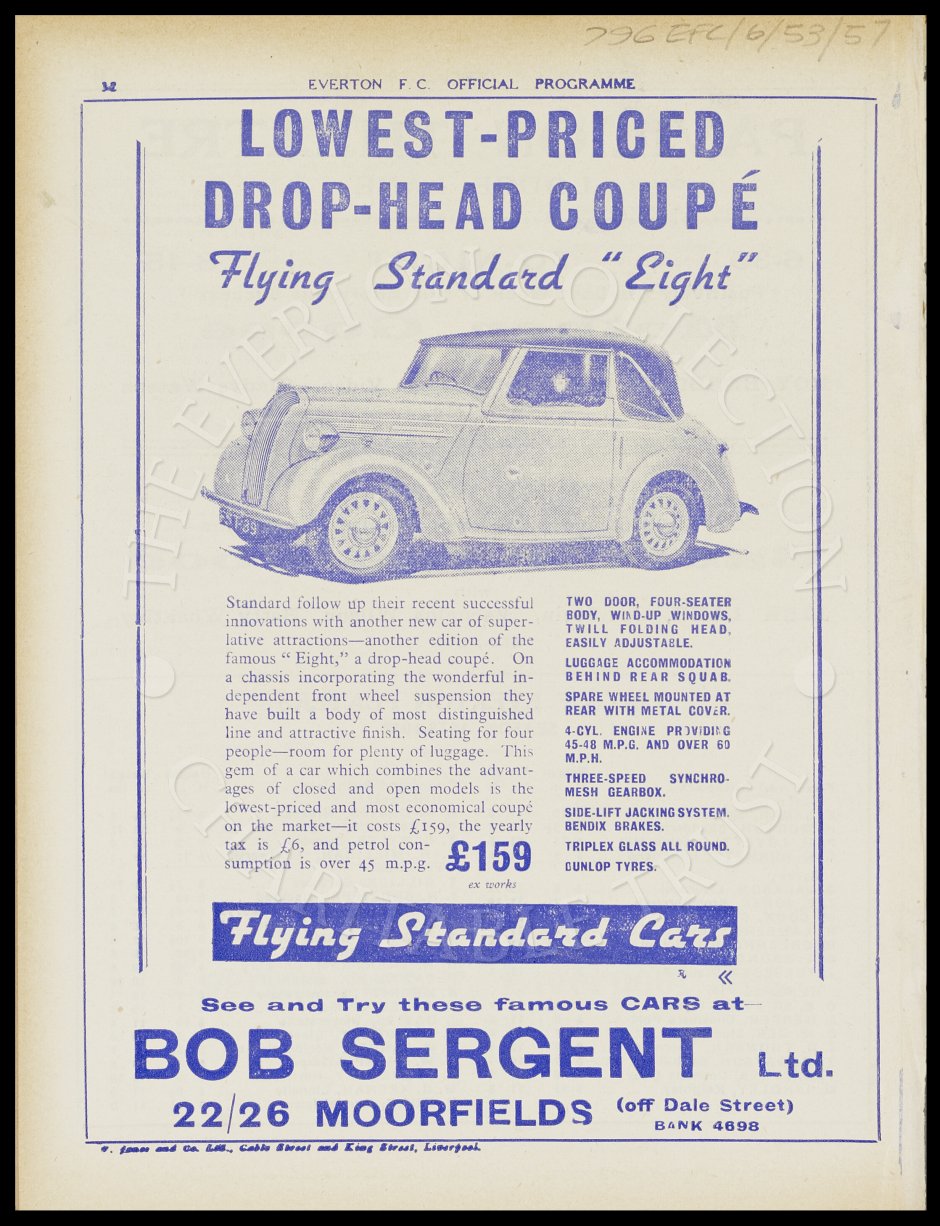 796 EFC/6/53/57
EVERTON F. C. OFFICIAL PROGRAMME
LOWEST-PRICED
DROP-HEAD COUPÉ
Flying Standard "Eight"
THE EVERTON COLLECTION
CHARITABLE TRUST
Standard follow up their recent successful
innovations with another new car of super-
lative attractions—another edition of the
famous "Eight," a drop-head coupé. On
a chassis incorporating the wonderful in-
dependent front wheel suspension they
have built a body of most distinguished
line and attractive finish. Seating for four
people—room for plenty of luggage. This
gem of a car which combines the advant-
ages of closed and open models is the
lowest-priced and most economical coupé
on the market—it costs £159, the yearly
tax is £6, and petrol con-
sumption is over 45 m.p.g.
£159
ex works
TWO DOOR, FOUR-SEATER
BODY, WIND-UP WINDOWS,
TWILL FOLDING HEAD,
EASILY ADJUSTABLE.
LUGGAGE ACCOMMODATION
BEHIND REAR SQUAB.
SPARE WHEEL MOUNTED AT
REAR WITH METAL COVER.
4-CYL. ENGINE PROVIDING
45-48 M.P.G. AND OVER 60
M.P.H.
THREE-SPEED SYNCHRO-
MESH GEARBOX.
SIDE-LIFT JACKING SYSTEM.
BENDIX BRAKES.
TRIPLEX GLASS ALL ROUND.
DUNLOP TYRES.
Flying Standard Cars
See and Try these famous CARS at—
BOB SERGENT Ltd.
22/26 MOORFIELDS (off Dale Street)
BANK 4698
and Co. Ltd., Cable Street and King Street, Liverpool.